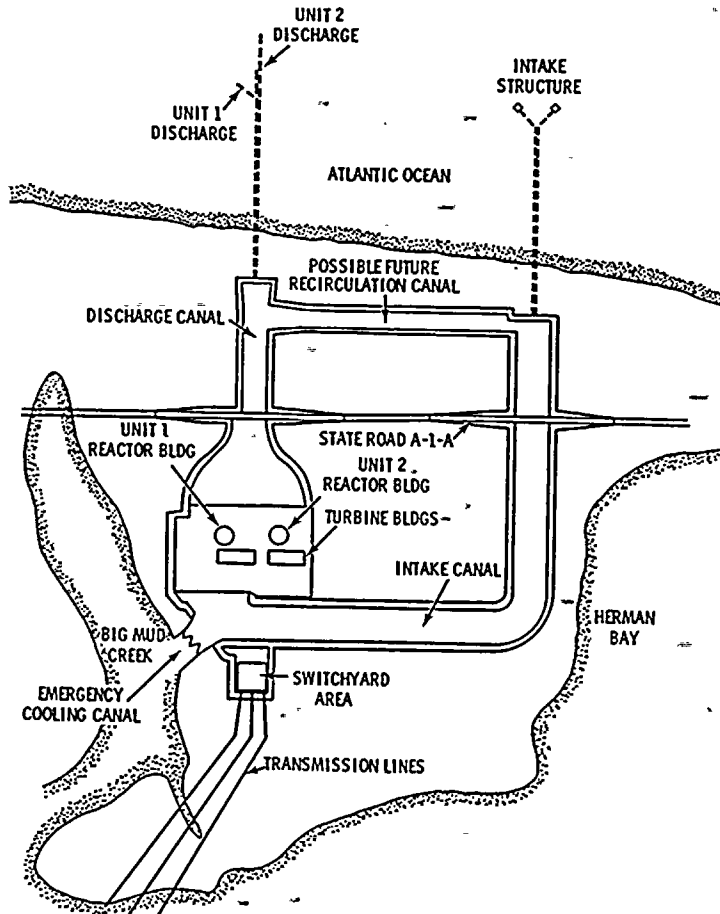 UNIT 2
DISCHARGE
INTAKE
STRUCTURE
UNIT 1
DISCHARGE
ATLANTIC OCEAN
POSSIBLE FUTURE
RECIRCULATION CANAL
DISCHARGE CANAL
STATE ROAD A-1-A
UNIT 1
REACTOR BLDG
UNIT 2
REACTOR BLDG
TURBINE BLDGS
INTAKE CANAL
HERMAN
BAY
BIG MUD
CREEK
EMERGENCY
COOLING CANAL
SWITCHYARD
AREA
TRANSMISSION LINES